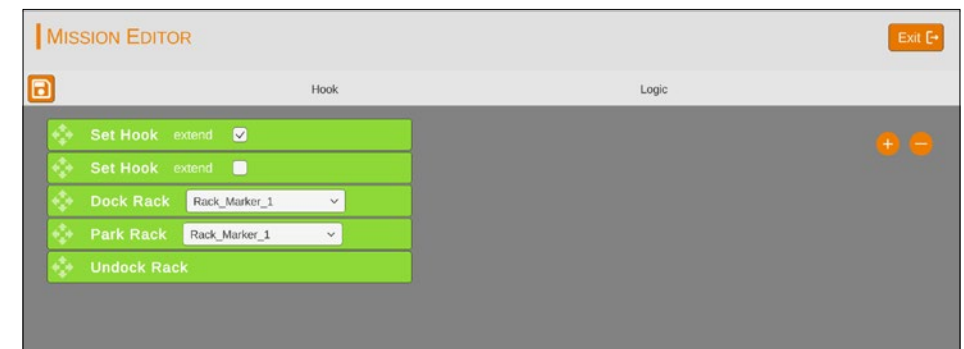 MISSION EDITOR
Exit
Hook Logic
Set Hook extend
Set Hook extend
Dock Rack Rack_Marker_1
Park Rack Rack_Marker_1
Undock Rack